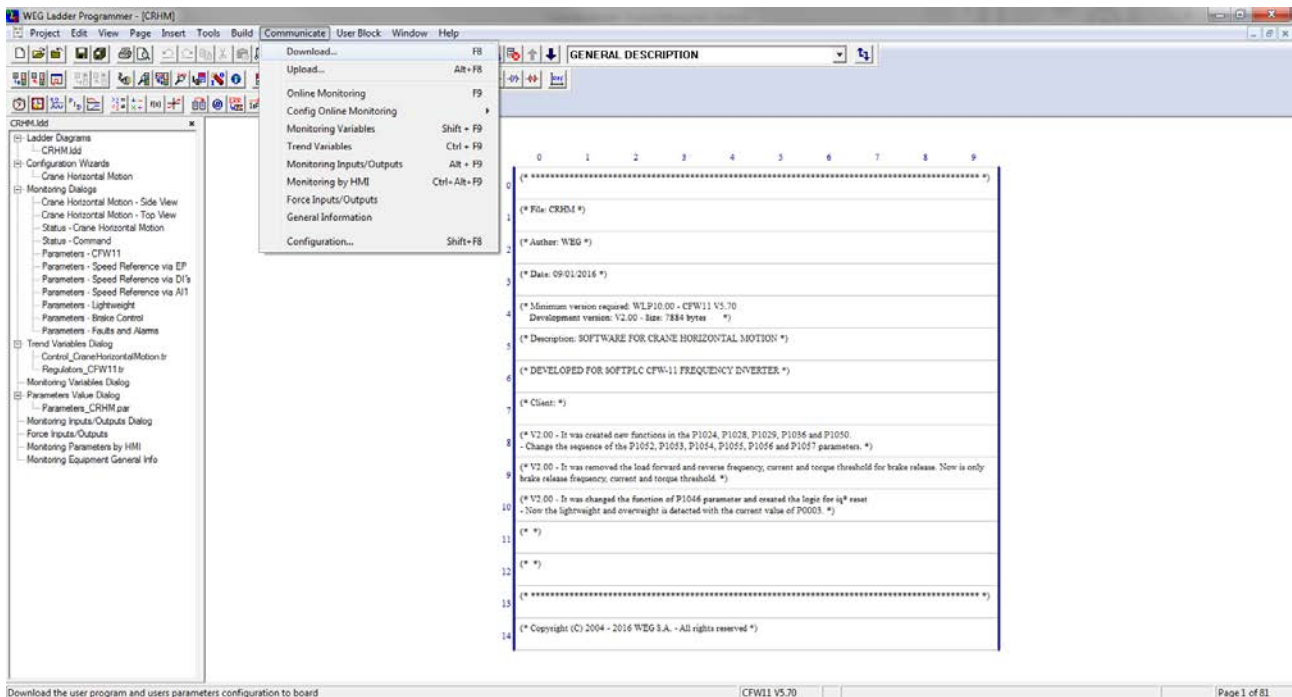 WEG Ladder Programmer - [CRHM]
Project Edit View Page Insert Tools Build Communicate User Block Window Help
GENERAL DESCRIPTION
Download... F8
Upload... Alt+F8
Online Monitoring F9
Config Online Monitoring
Monitoring Variables Shift + F9
Trend Variables Ctrl + F9
Monitoring Inputs/Outputs Alt + F9
Monitoring by HMI Ctrl+Alt+F9
Force Inputs/Outputs
General Information
Configuration... Shift+F8
CRHM.ldd
Ladder Diagrams
CRHM.ldd
Configuration Wizards
Crane Horizontal Motion
Monitoring Dialogs
Crane Horizontal Motion - Side View
Crane Horizontal Motion - Top View
Status - Crane Horizontal Motion
Status - Command
Parameters - CFW11
Parameters - Speed Reference via EP
Parameters - Speed Reference via DI's
Parameters - Speed Reference via AI1
Parameters - Lightweight
Parameters - Brake Control
Parameters - Faults and Alarms
Trend Variables Dialog
Control_CraneHorizontalMotion.tr
Regulators_CFW11.tr
Monitoring Variables Dialog
Parameters Value Dialog
Parameters_CRHM.par
Monitoring Inputs/Outputs Dialog
Force Inputs/Outputs
Monitoring Parameters by HMI
Monitoring Equipment General Info
0 1 2 3 4 5 6 7 8 9
0
1 (* File: CRHM *)
2 (* Author: WEG *)
3 (* Date: 09/01/2016 *)
4 (* Minimum version required: WLP10.00 - CFW11 V5.70
Development version: V2.00 - Size: 7884 bytes *)
5 (* Description: SOFTWARE FOR CRANE HORIZONTAL MOTION *)
6 (* DEVELOPED FOR SOFTPLC CFW-11 FREQUENCY INVERTER *)
7 (* Client: *)
8 (* V2.00 - It was created new functions in the P1024, P1028, P1029, P1036 and P1050.
- Change the sequence of the P1052, P1053, P1054, P1055, P1056 and P1057 parameters. *)
9 (* V2.00 - It was removed the load forward and reverse frequency, current and torque threshold for brake release. Now is only
brake release frequency, current and torque threshold. *)
10 (* V2.00 - It was changed the function of P1046 parameter and created the logic for iq* reset
- Now the lightweight and overweight is detected with the current value of P0003. *)
11 (* *)
12 (* *)
13
14 (* Copyright (C) 2004 - 2016 WEG S.A. - All rights reserved *)
Download the user program and users parameters configuration to board
CFW11 V5.70
Page 1 of 81